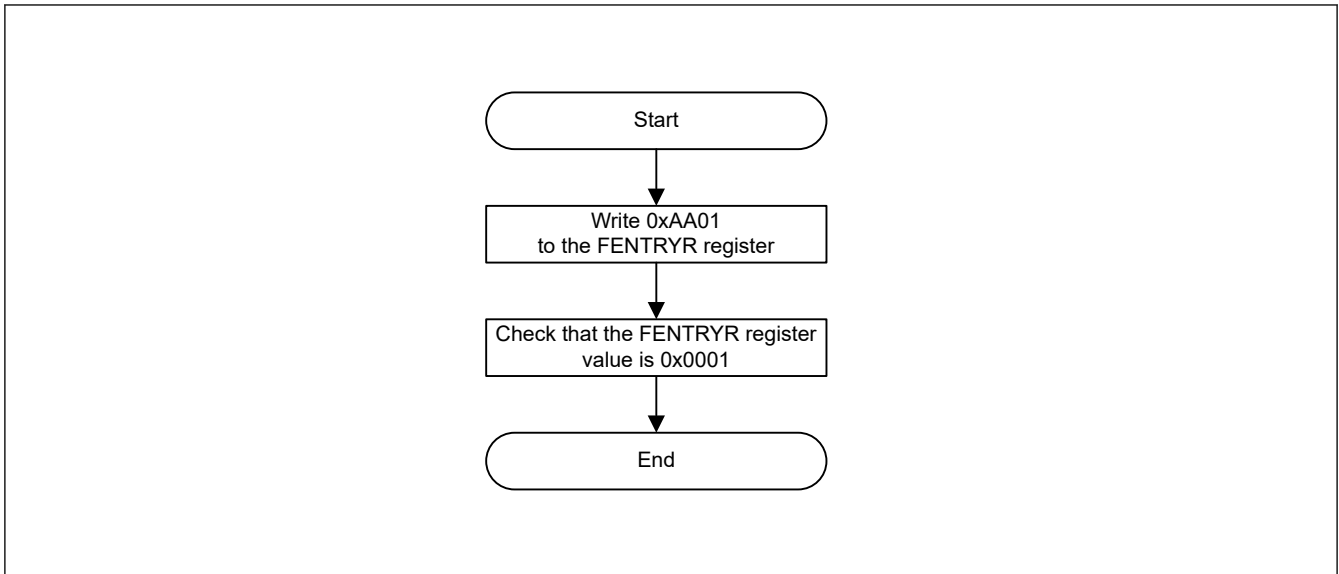 Start
Write 0xAA01
to the FENTRYR register
Check that the FENTRYR register
value is 0x0001
End